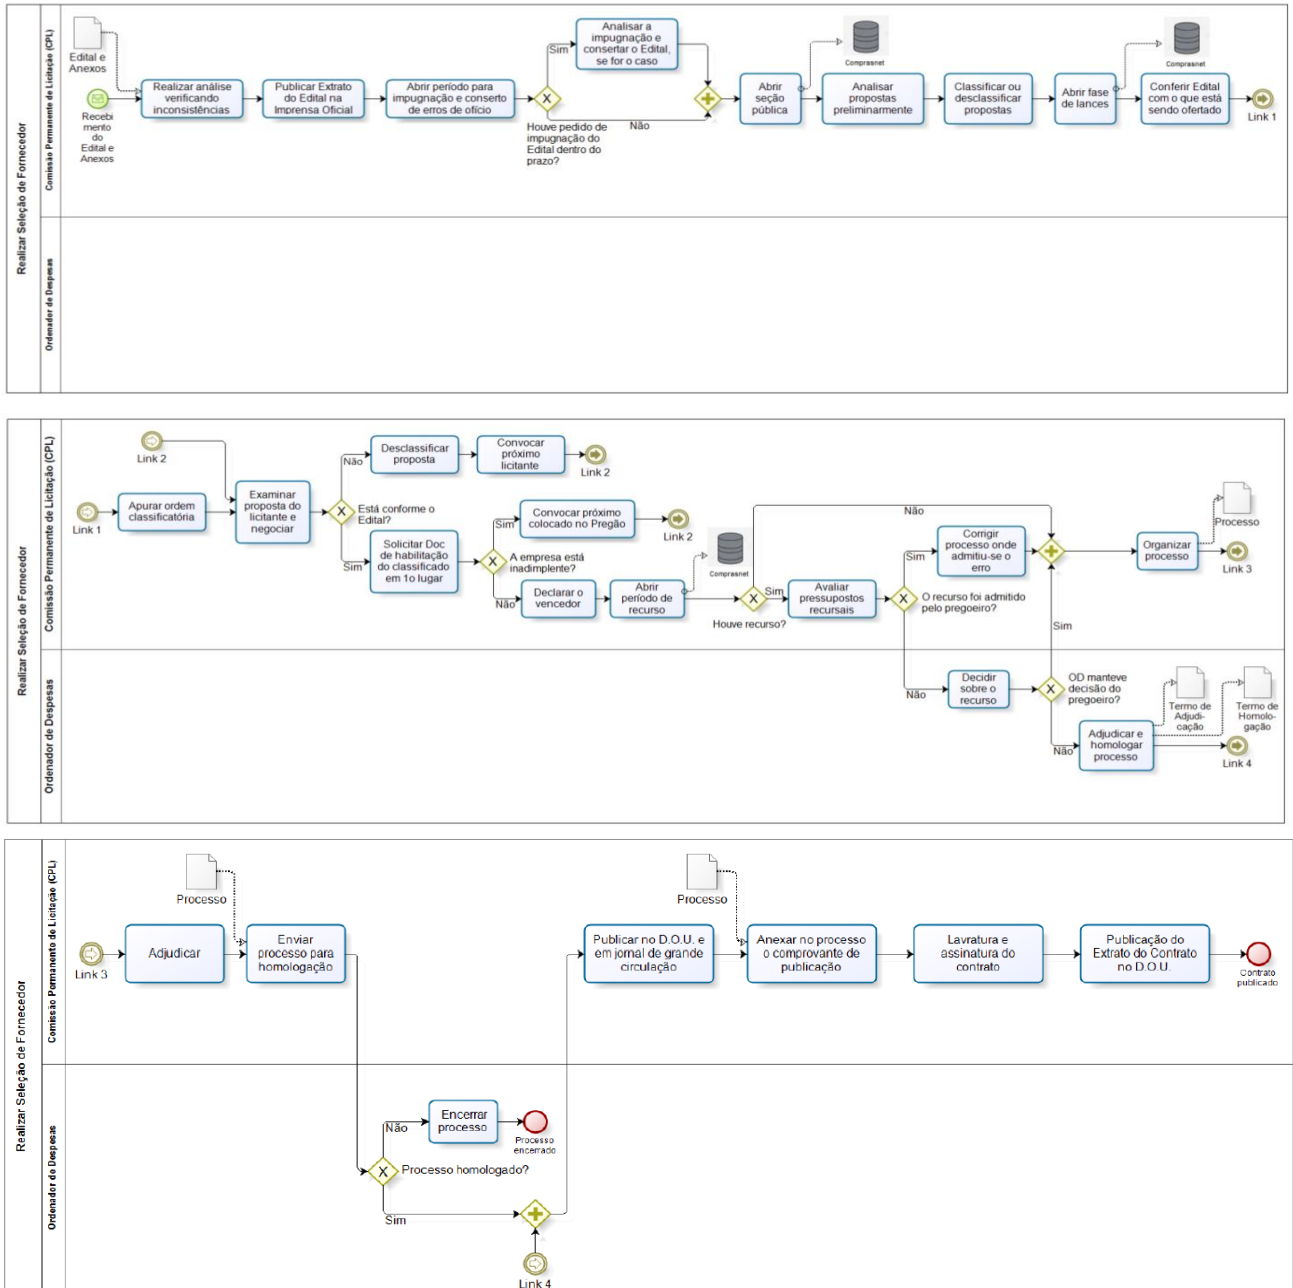 Realizar Seleção de Fornecedor
Comissão Permanente de Licitação (CPL)
Ordenador de Despesas
Edital e
Anexos
Recebi
mento
do
Edital e
Anexos
Realizar análise
verificando
inconsistências
Publicar Extrato
do Edital na
Imprensa Oficial
Abrir período para
impugnação e conserto
de erros de ofício
X
Houve pedido de
impugnação do
Edital dentro do
prazo?
Sim
Analisar a
impugnação e
consertar o Edital,
se for o caso
Não
Abrir
seção
pública
Comprasnet
Analisar
propostas
preliminarmente
Classificar ou
desclassificar
propostas
Abrir fase
de lances
Comprasnet
Conferir Edital
com o que está
sendo ofertado
Link 1
Realizar Seleção de Fornecedor
Comissão Permanente de Licitação (CPL)
Ordenador de Despesas
Link 2
Link 1
Apurar ordem
classificatória
Examinar
proposta do
licitante e
negociar
X
Está conforme o
Edital?
Não
Desclassificar
proposta
Convocar
próximo
licitante
Link 2
Sim
Solicitar Doc
de habilitação
do classificado
em 1o lugar
X
A empresa está
inadimplente?
Sim
Convocar próximo
colocado no Pregão
Link 2
Não
Declarar o
vencedor
Abrir
período de
recurso
Comprasnet
X
Houve recurso?
Não
Sim
Avaliar
pressupostos
recursais
X
O recurso foi admitido
pelo pregoeiro?
Sim
Corrigir
processo onde
admitiu-se o
erro
Organizar
processo
Processo
Link 3
Não
Decidir
sobre o
recurso
X
OD manteve
decisão do
pregoeiro?
Sim
Não
Adjudicar e
homologar
processo
Termo de
Adjudi-
cação
Termo de
Homolo-
gação
Link 4
Realizar Seleção de Fornecedor
Comissão Permanente de Licitação (CPL)
Ordenador de Despesas
Link 3
Adjudicar
Processo
Enviar
processo para
homologação
X
Processo homologado?
Não
Encerrar
processo
Processo
encerrado
Sim
Link 4
Publicar no D.O.U. e
em jornal de grande
circulação
Processo
Anexar no processo
o comprovante de
publicação
Lavratura e
assinatura do
contrato
Publicação do
Extrato do Contrato
no D.O.U.
Contrato
publicado